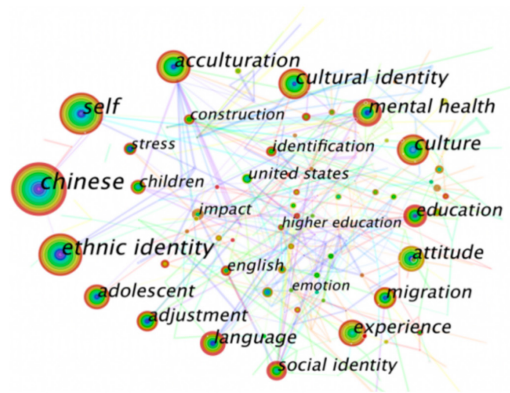 acculturation
cultural identity
self
mental health
construction
stress
identification
culture
united states
chinese
children
impact
higher education
education
ethnic identity
english
attitude
emotion
adolescent
migration
adjustment
language
experience
social identity